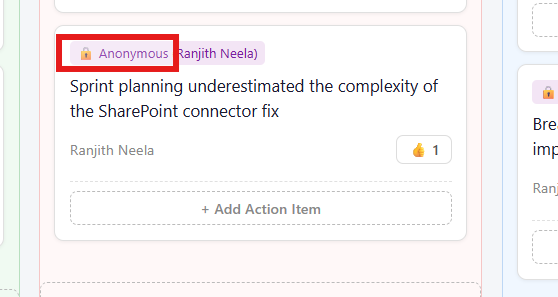 🔒 Anonymous (Ranjith Neela)
Sprint planning underestimated the complexity of
the SharePoint connector fix
Ranjith Neela
👍 1
+ Add Action Item